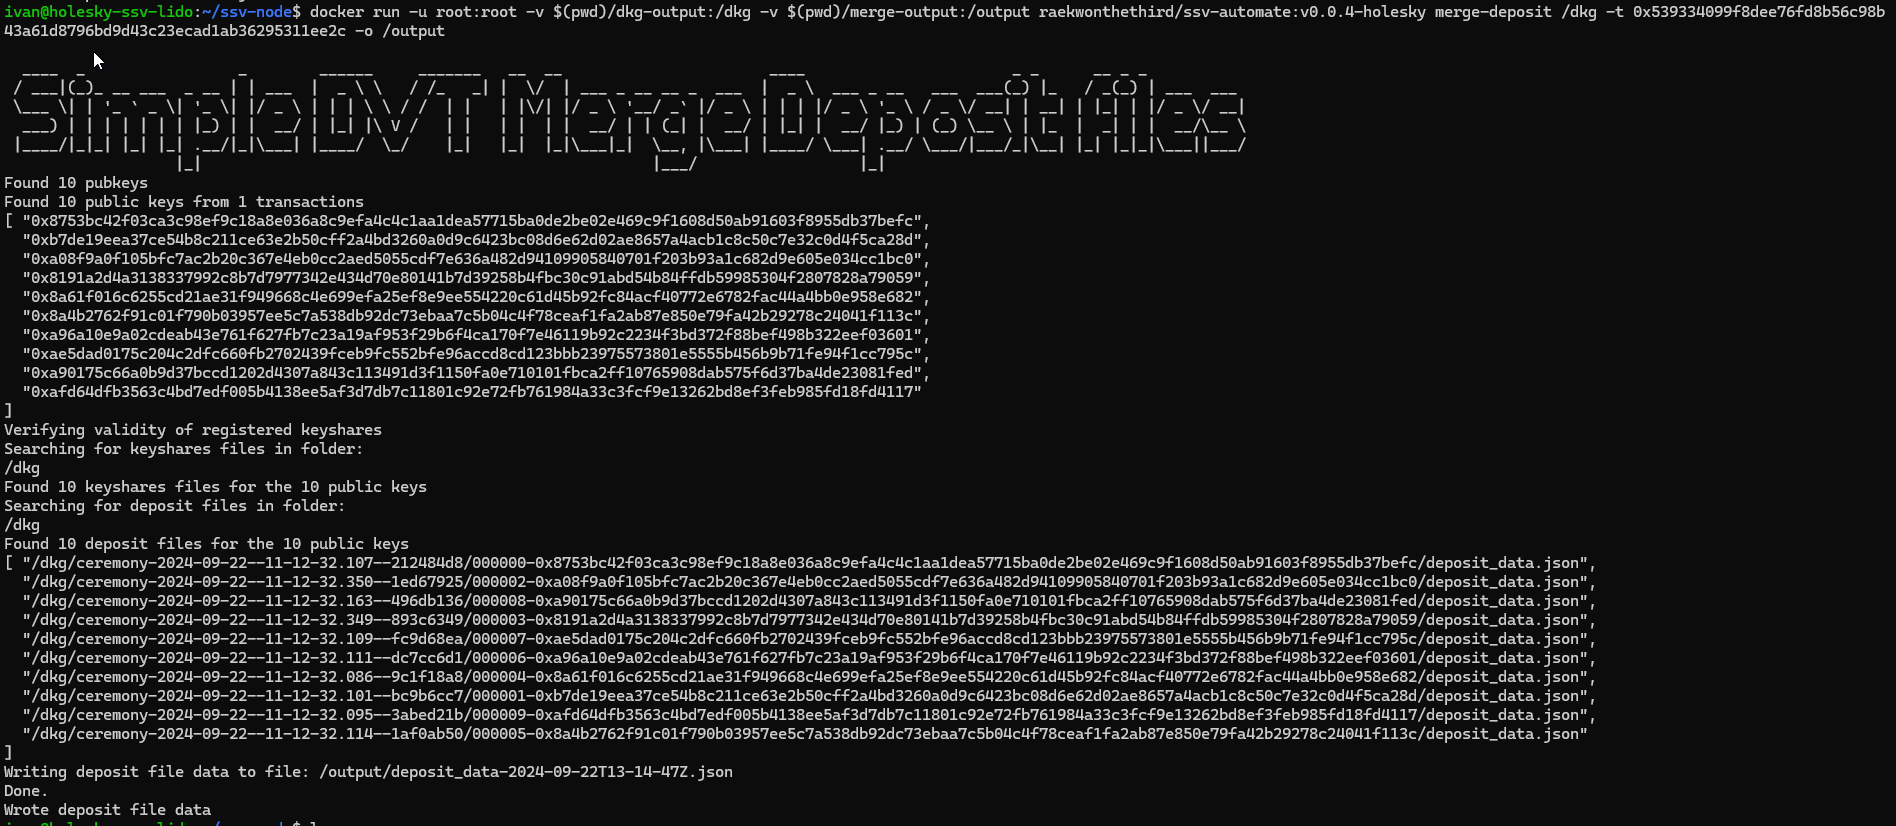 ivan@holesky-ssv-lido:~/ssv-node$ docker run -u root:root -v $(pwd)/dkg-output:/dkg -v $(pwd)/merge-output:/output raekwonthethird/ssv-automate:v0.0.4-holesky merge-deposit /dkg -t 0x539334099f8dee76fd8b56c98b
43a61d8796bd9d43c23ecad1ab36295311ee2c -o /output
Simple DVT Merge Deposit files
Found 10 pubkeys
Found 10 public keys from 1 transactions
[ "0x8753bc42f03ca3c98ef9c18a8e036a8c9efa4c4c1aa1dea57715ba0de2be02e469c9f1608d50ab91603f8955db37befc",
"0xb7de19eea37ce54b8c211ce63e2b50cff2a4bd3260a0d9c6423bc08d6e62d02ae8657a4acb1c8c50c7e32c0d4f5ca28d",
"0xa08f9a0f105bfc7ac2b20c367e4eb0cc2aed5055cdf7e636a482d94109905840701f203b93a1c682d9e605e034cc1bc0",
"0x8191a2d4a3138337992c8b7d7977342e434d70e80141b7d39258b4fbc30c91abd54b84ffdb59985304f2807828a79059",
"0x8a61f016c6255cd21ae31f949668c4e699efa25ef8e9ee554220c61d45b92fc84acf40772e6782fac44a4bb0e958e682",
"0x8a4b2762f91c01f790b03957ee5c7a538db92dc73ebaa7c5b04c4f78ceaf1fa2ab87e850e79fa42b29278c24041f113c",
"0xa96a10e9a02cdeab43e761f627fb7c23a19af953f29b6f4ca170f7e46119b92c2234f3bd372f88bef498b322eef03601",
"0xae5dad0175c204c2dfc660fb2702439fceb9fc552bfe96accd8cd123bbb23975573801e5555b456b9b71fe94f1cc795c",
"0xa90175c66a0b9d37bccd1202d4307a843c113491d3f1150fa0e710101fbca2ff10765908dab575f6d37ba4de23081fed",
"0xafd64dfb3563c4bd7edf005b4138ee5af3d7db7c11801c92e72fb761984a33c3fcf9e13262bd8ef3feb985fd18fd4117"
]
Verifying validity of registered keyshares
Searching for keyshares files in folder:
/dkg
Found 10 keyshares files for the 10 public keys
Searching for deposit files in folder:
/dkg
Found 10 deposit files for the 10 public keys
[ "/dkg/ceremony-2024-09-22--11-12-32.107--212484d8/000000-0x8753bc42f03ca3c98ef9c18a8e036a8c9efa4c4c1aa1dea57715ba0de2be02e469c9f1608d50ab91603f8955db37befc/deposit_data.json",
"/dkg/ceremony-2024-09-22--11-12-32.350--1ed67925/000002-0xa08f9a0f105bfc7ac2b20c367e4eb0cc2aed5055cdf7e636a482d94109905840701f203b93a1c682d9e605e034cc1bc0/deposit_data.json",
"/dkg/ceremony-2024-09-22--11-12-32.163--496db136/000008-0xa90175c66a0b9d37bccd1202d4307a843c113491d3f1150fa0e710101fbca2ff10765908dab575f6d37ba4de23081fed/deposit_data.json",
"/dkg/ceremony-2024-09-22--11-12-32.349--893c6349/000003-0x8191a2d4a3138337992c8b7d7977342e434d70e80141b7d39258b4fbc30c91abd54b84ffdb59985304f2807828a79059/deposit_data.json",
"/dkg/ceremony-2024-09-22--11-12-32.109--fc9d68ea/000007-0xae5dad0175c204c2dfc660fb2702439fceb9fc552bfe96accd8cd123bbb23975573801e5555b456b9b71fe94f1cc795c/deposit_data.json",
"/dkg/ceremony-2024-09-22--11-12-32.111--dc7cc6d1/000006-0xa96a10e9a02cdeab43e761f627fb7c23a19af953f29b6f4ca170f7e46119b92c2234f3bd372f88bef498b322eef03601/deposit_data.json",
"/dkg/ceremony-2024-09-22--11-12-32.086--9c1f18a8/000004-0x8a61f016c6255cd21ae31f949668c4e699efa25ef8e9ee554220c61d45b92fc84acf40772e6782fac44a4bb0e958e682/deposit_data.json",
"/dkg/ceremony-2024-09-22--11-12-32.101--bc9b6cc7/000001-0xb7de19eea37ce54b8c211ce63e2b50cff2a4bd3260a0d9c6423bc08d6e62d02ae8657a4acb1c8c50c7e32c0d4f5ca28d/deposit_data.json",
"/dkg/ceremony-2024-09-22--11-12-32.095--3abed21b/000009-0xafd64dfb3563c4bd7edf005b4138ee5af3d7db7c11801c92e72fb761984a33c3fcf9e13262bd8ef3feb985fd18fd4117/deposit_data.json",
"/dkg/ceremony-2024-09-22--11-12-32.114--1af0ab50/000005-0x8a4b2762f91c01f790b03957ee5c7a538db92dc73ebaa7c5b04c4f78ceaf1fa2ab87e850e79fa42b29278c24041f113c/deposit_data.json"
]
Writing deposit file data to file: /output/deposit_data-2024-09-22T13-14-47Z.json
Done.
Wrote deposit file data